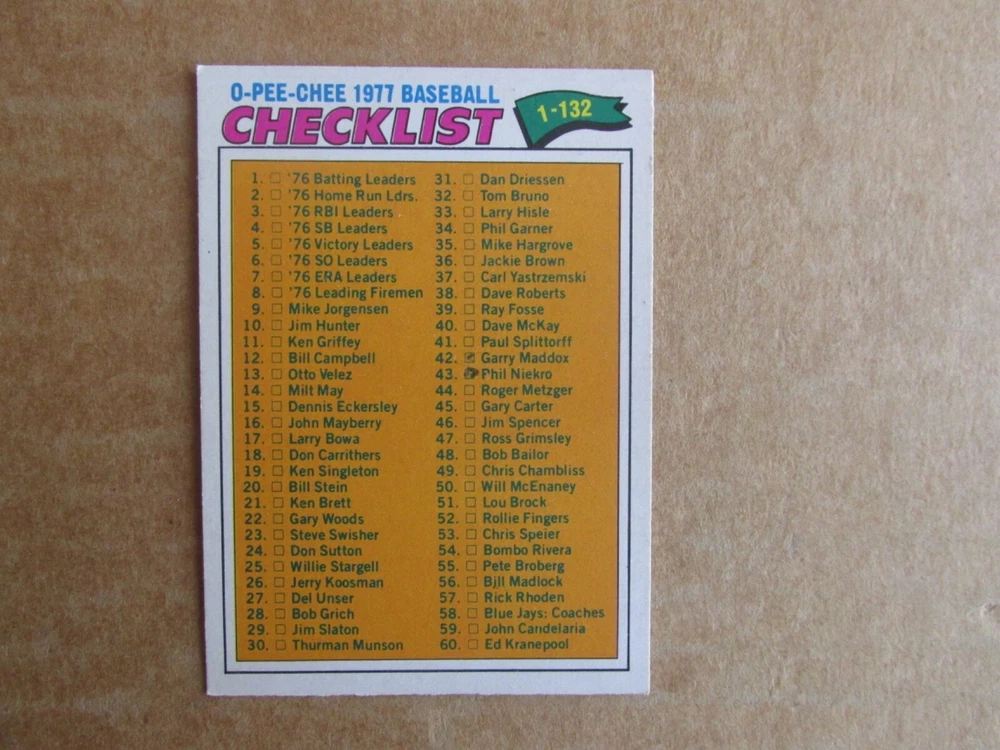 O-PEE-CHEE 1977 BASEBALL
CHECKLIST
1-132
1. □ '76 Batting Leaders
2. □ '76 Home Run Ldrs.
3. □ '76 RBI Leaders
4. □ '76 SB Leaders
5. □ '76 Victory Leaders
6. □ '76 SO Leaders
7. □ '76 ERA Leaders
8. □ '76 Leading Firemen
9. □ Mike Jorgensen
10. □ Jim Hunter
11. □ Ken Griffey
12. □ Bill Campbell
13. □ Otto Velez
14. □ Milt May
15. □ Dennis Eckersley
16. □ John Mayberry
17. □ Larry Bowa
18. □ Don Carrithers
19. □ Ken Singleton
20. □ Bill Stein
21. □ Ken Brett
22. □ Gary Woods
23. □ Steve Swisher
24. □ Don Sutton
25. □ Willie Stargell
26. □ Jerry Koosman
27. □ Del Unser
28. □ Bob Grich
29. □ Jim Slaton
30. □ Thurman Munson
31. □ Dan Driessen
32. □ Tom Bruno
33. □ Larry Hisle
34. □ Phil Garner
35. □ Mike Hargrove
36. □ Jackie Brown
37. □ Carl Yastrzemski
38. □ Dave Roberts
39. □ Ray Fosse
40. □ Dave McKay
41. □ Paul Splittorff
42. □ Garry Maddox
43. □ Phil Niekro
44. □ Roger Metzger
45. □ Gary Carter
46. □ Jim Spencer
47. □ Ross Grimsley
48. □ Bob Bailor
49. □ Chris Chambliss
50. □ Will McEnaney
51. □ Lou Brock
52. □ Rollie Fingers
53. □ Chris Speier
54. □ Bombo Rivera
55. □ Pete Broberg
56. □ Bill Madlock
57. □ Rick Rhoden
58. □ Blue Jays: Coaches
59. □ John Candelaria
60. □ Ed Kranepool